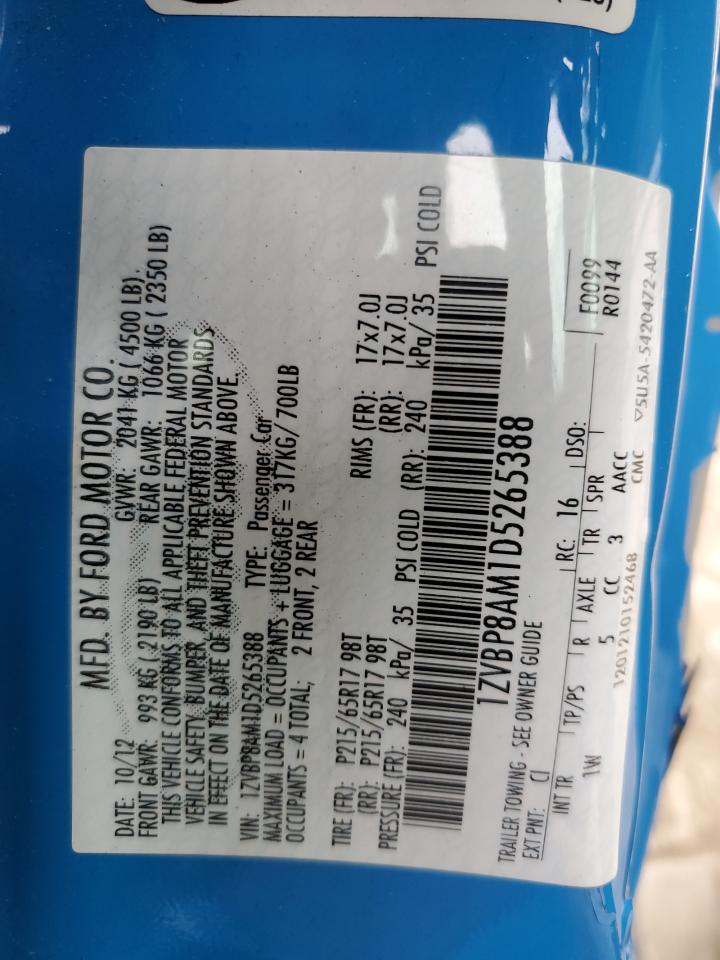 MFD. BY FORD MOTOR CO.
DATE: 10/12 GVWR: 2041 KG ( 4500 LB)
FRONT GAWR: 993 KG ( 2190 LB) REAR GAWR: 1066 KG ( 2350 LB)
THIS VEHICLE CONFORMS TO ALL APPLICABLE FEDERAL MOTOR
VEHICLE SAFETY, BUMPER, AND THEFT PREVENTION STANDARDS
IN EFFECT ON THE DATE OF MANUFACTURE SHOWN ABOVE.
VIN: 1ZVBP8AM1D5265388 TYPE: Passenger Car
MAXIMUM LOAD = OCCUPANTS + LUGGAGE = 317KG/700LB
OCCUPANTS = 4 TOTAL; 2 FRONT, 2 REAR
TIRE (FR): P215/65R17 98T RIMS (FR): 17x7.0J
(RR): P215/65R17 98T (RR): 17x7.0J
PRESSURE (FR): 240 kPa/ 35 PSI COLD (RR): 240 kPa/ 35 PSI COLD
1ZVBP8AM1D5265388
TRAILER TOWING - SEE OWNER GUIDE
EXT PNT: CI RC: 16 DSO: F0099
R0144
INT TR TP/PS R AXLE TR SPR
1W 5 CC 3 AACC
1201210152468 CMC ▽5U5A-5420472-AA